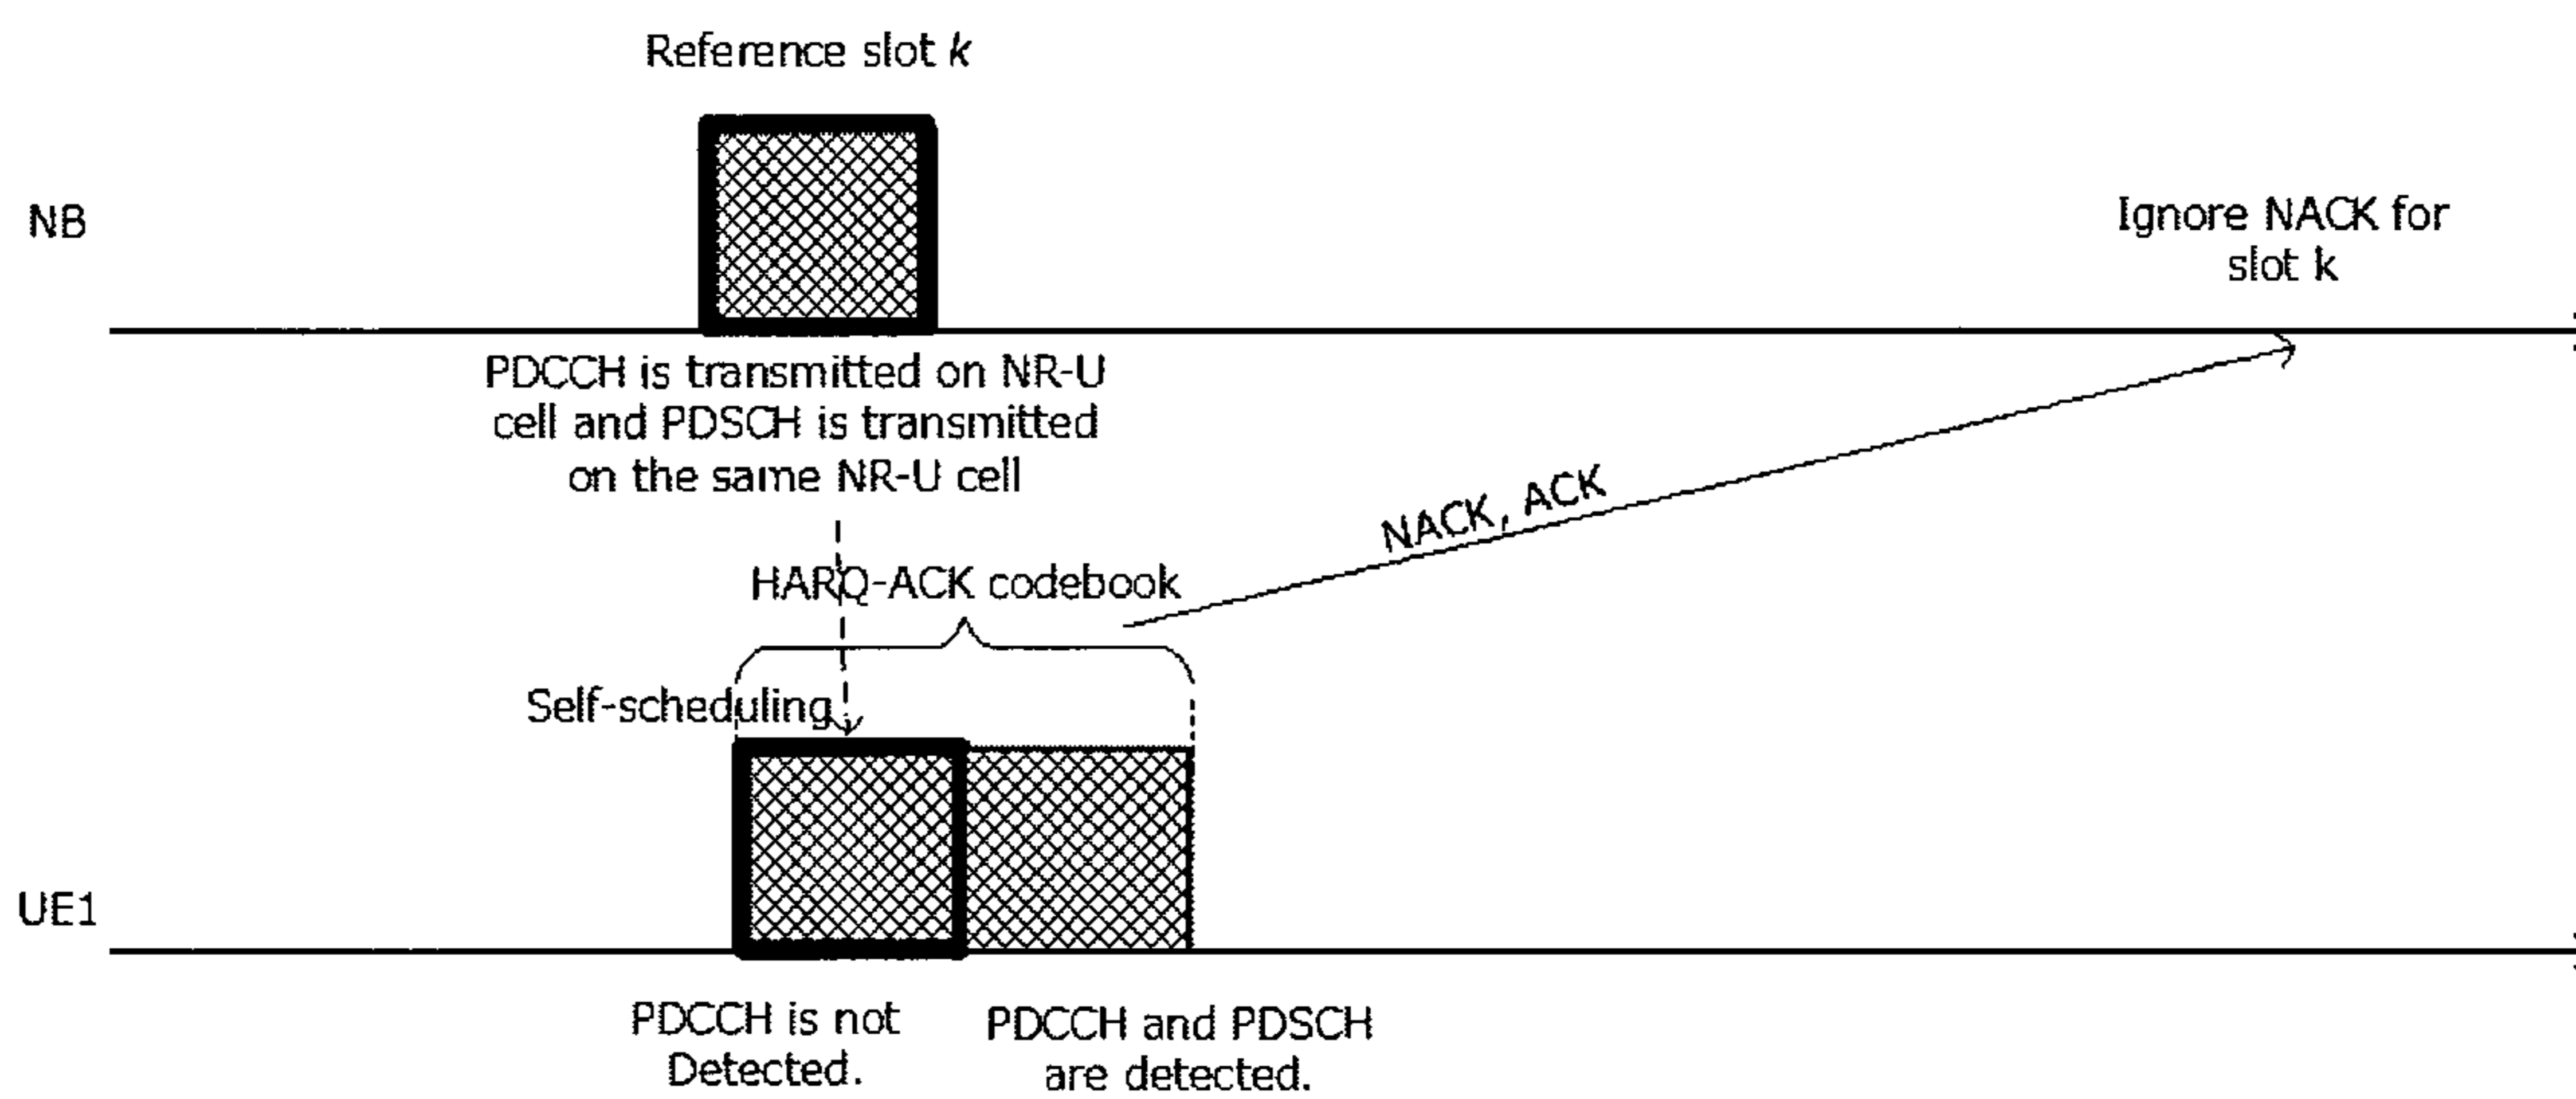 Reference slot k
NB
Ignore NACK for
slot k
PDCCH is transmitted on NR-U
cell and PDSCH is transmitted
on the same NR-U cell
NACK, ACK
HARQ-ACK codebook
Self-scheduling
UE1
PDCCH is not
Detected.
PDCCH and PDSCH
are detected.